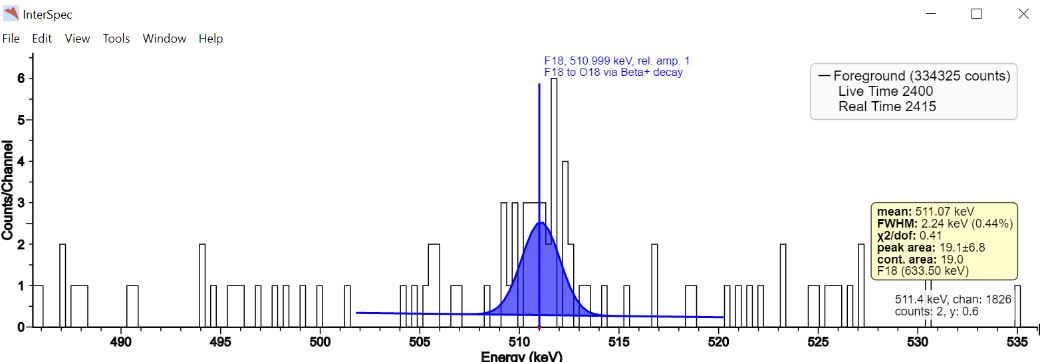 InterSpec
File Edit View Tools Window Help
F18, 510.999 keV, rel. amp. 1
F18 to O18 via Beta+ decay
Foreground (334325 counts)
Live Time 2400
Real Time 2415
Counts/Channel
6
5
4
3
2
1
0
mean: 511.07 keV
FWHM: 2.24 keV (0.44%)
χ2/dof: 0.41
peak area: 19.1±6.8
cont. area: 19.0
F18 (633.50 keV)
511.4 keV, chan: 1826
counts: 2, y: 0.6
490 495 500 505 510 515 520 525 530 535
Energy (keV)